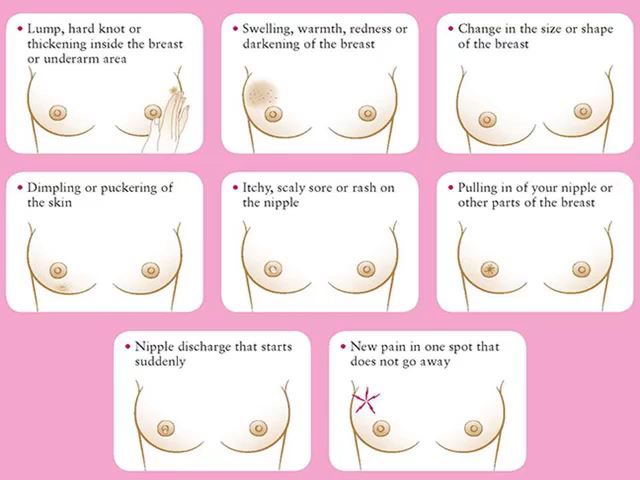 • Lump, hard knot or
thickening inside the breast
or underarm area
• Swelling, warmth, redness or
darkening of the breast
• Change in the size or shape
of the breast
• Dimpling or puckering of
the skin
• Itchy, scaly sore or rash on
the nipple
• Pulling in of your nipple or
other parts of the breast
• Nipple discharge that starts
suddenly
• New pain in one spot that
does not go away